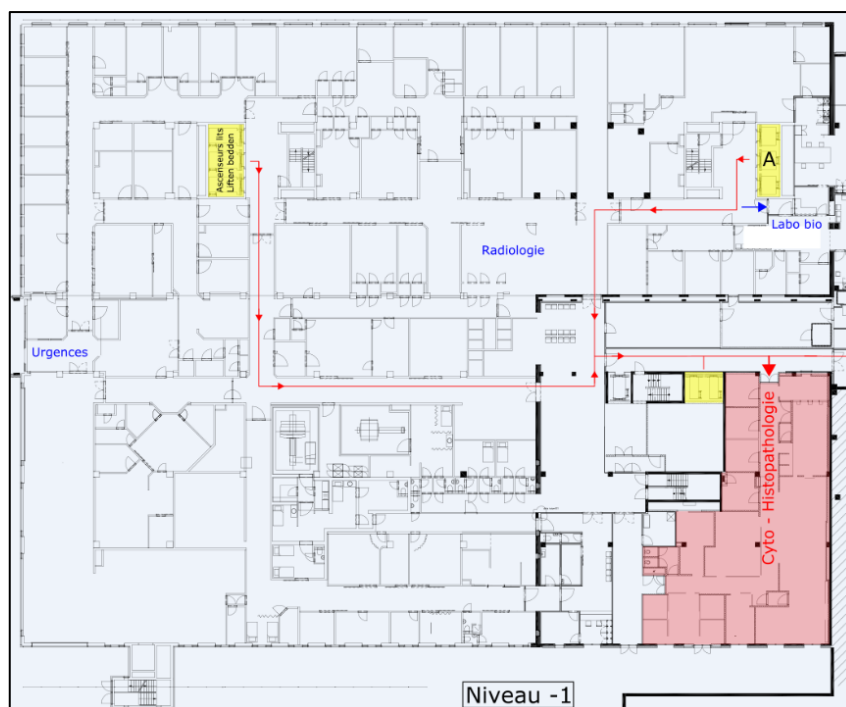 Ascenseurs lits
Liften bedden
A
Labo bio
Radiologie
Urgences
Cyto - Histopathologie
Niveau -1